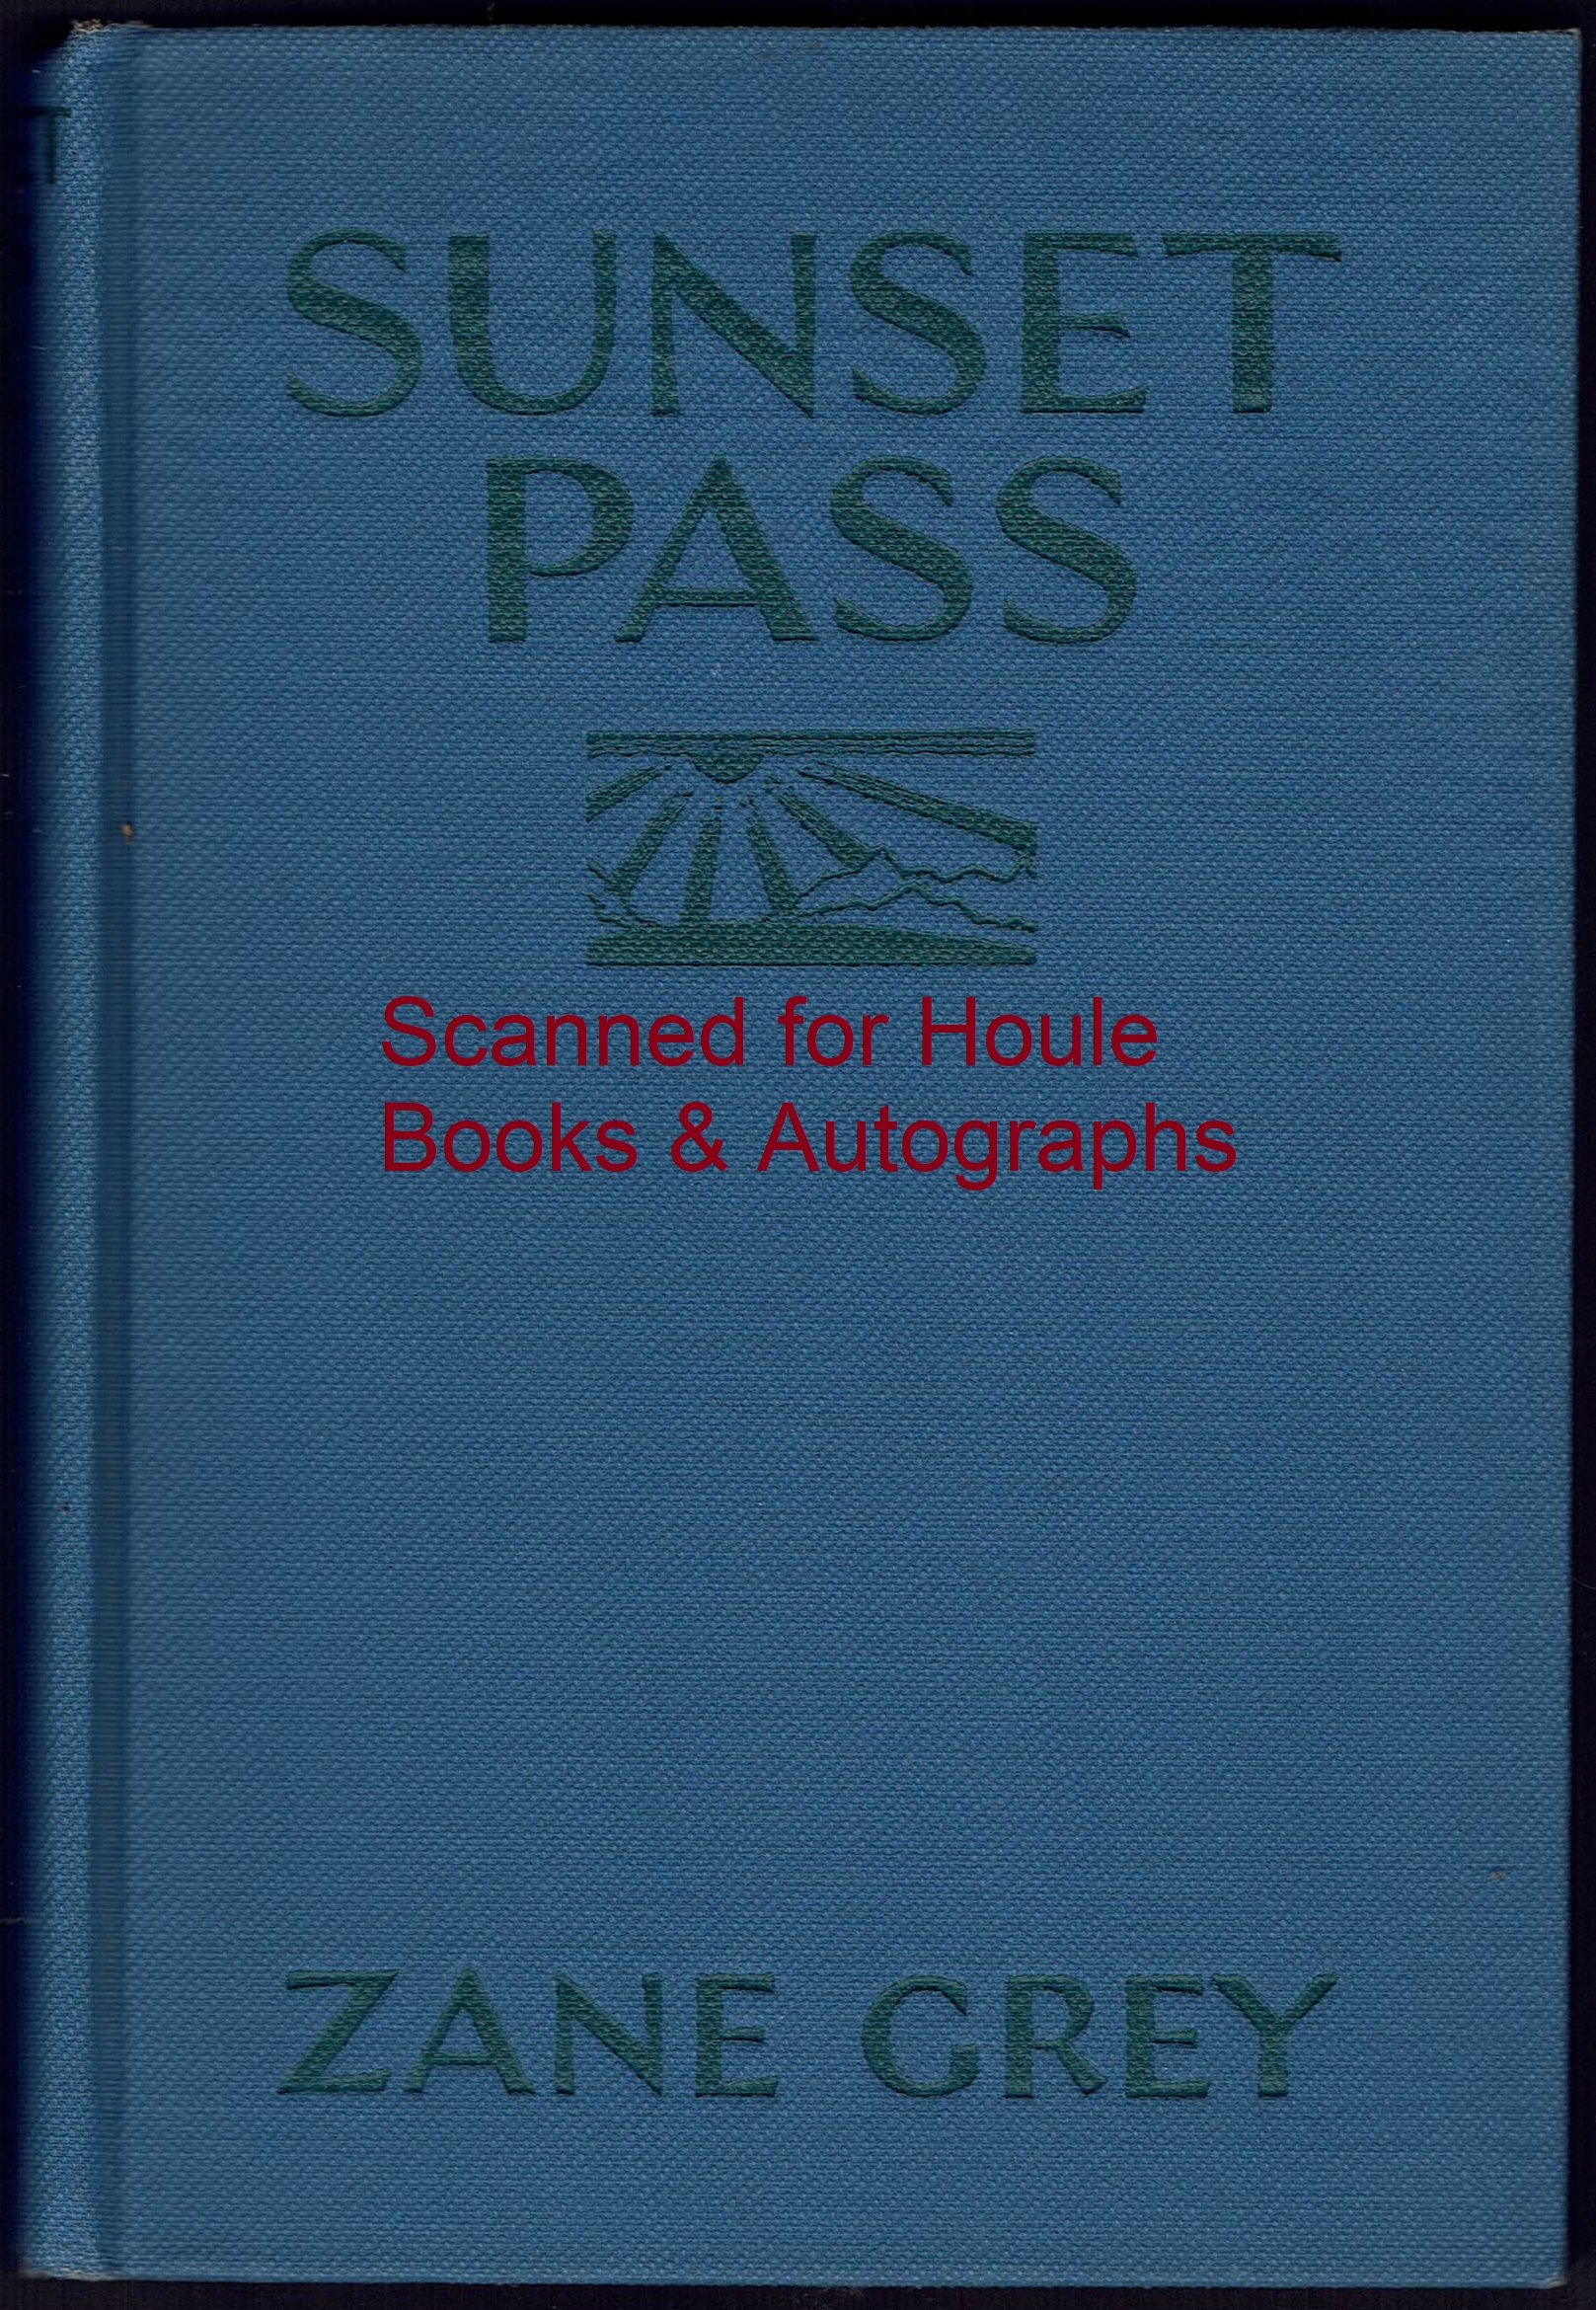 T
SUNSET
PASS
Scanned for Houle
Books & Autographs
ZANE GREY